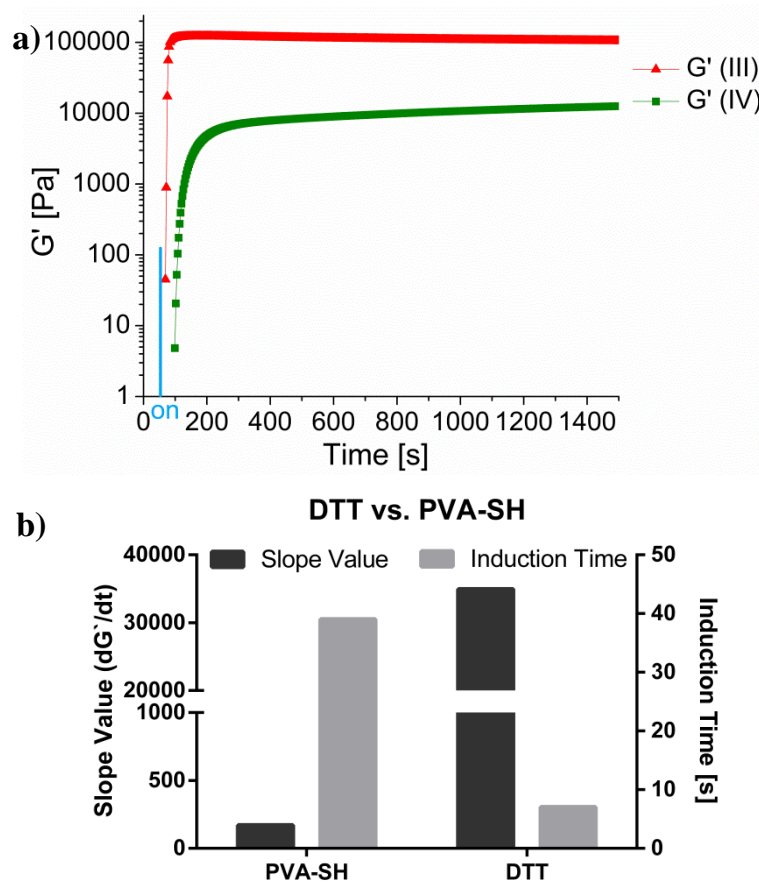 a)
100000
10000
1000
100
10
1
G' [Pa]
G' (III)
G' (IV)
on
0 200 400 600 800 1000 1200 1400
Time [s]
b)
DTT vs. PVA-SH
Slope Value Induction Time
40000
30000
20000
1000
500
0
Slope Value (dG`/dt)
50
40
30
20
10
0
Induction Time [s]
PVA-SH DTT